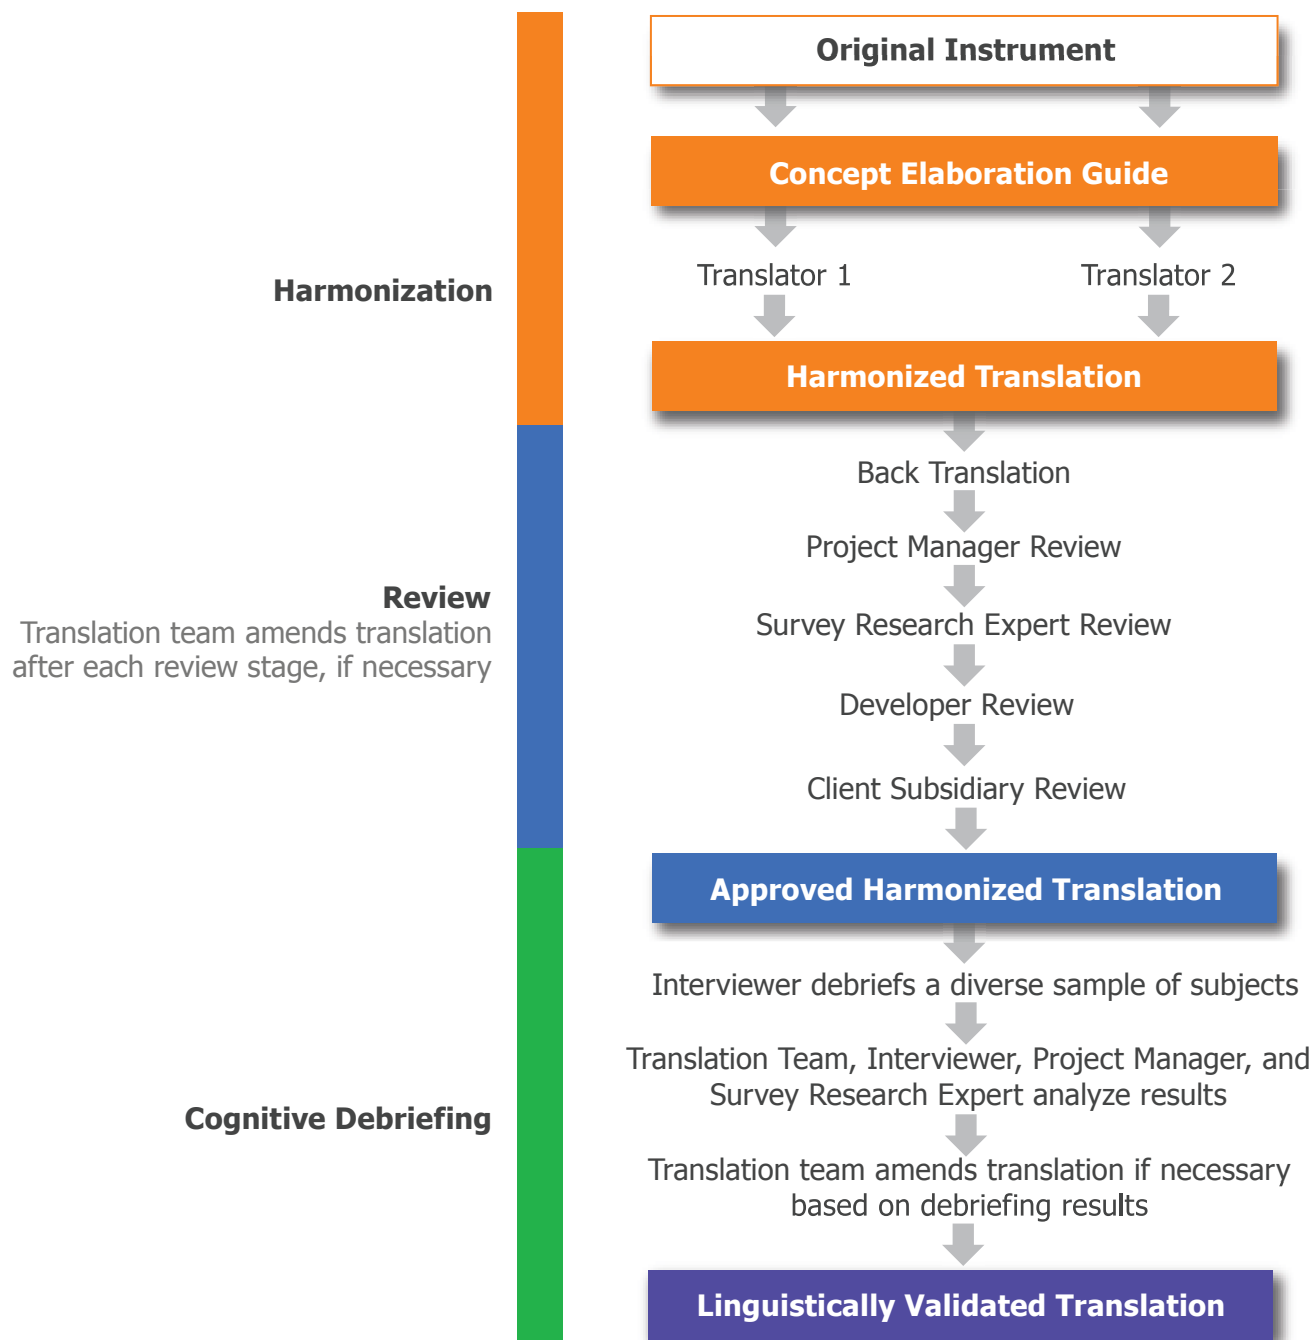 Original Instrument
Concept Elaboration Guide
Translator 1
Translator 2
Harmonization
Harmonized Translation
Back Translation
Project Manager Review
Review
Translation team amends translation
after each review stage, if necessary
Survey Research Expert Review
Developer Review
Client Subsidiary Review
Approved Harmonized Translation
Interviewer debriefs a diverse sample of subjects
Translation Team, Interviewer, Project Manager, and
Survey Research Expert analyze results
Cognitive Debriefing
Translation team amends translation if necessary
based on debriefing results
Linguistically Validated Translation